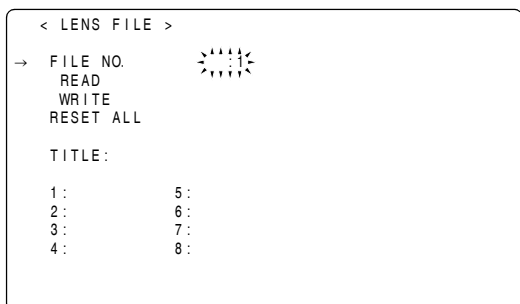 < LENS FILE >
→ FILE NO. :1
READ
WRITE
RESET ALL
TITLE:
1: 5:
2: 6:
3: 7:
4: 8: